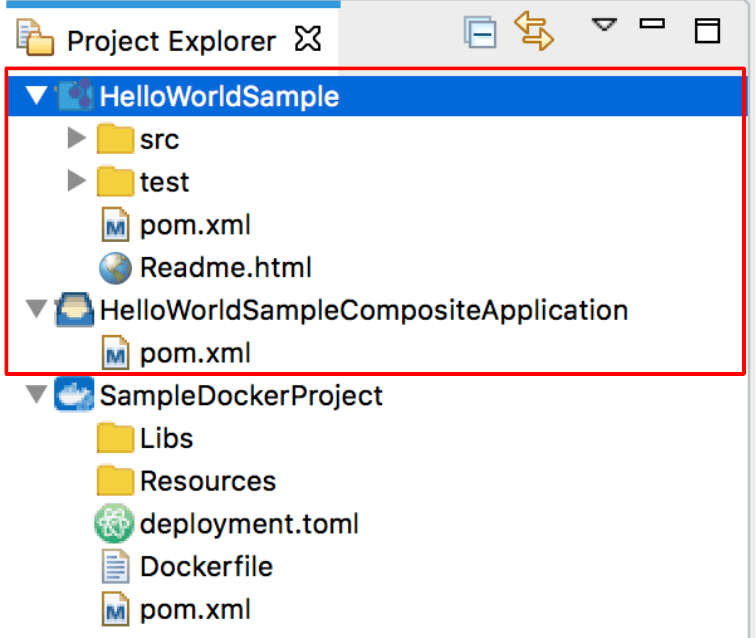 Project Explorer
HelloWorldSample
src
test
pom.xml
Readme.html
HelloWorldSampleCompositeApplication
pom.xml
SampleDockerProject
Libs
Resources
deployment.toml
Dockerfile
pom.xml